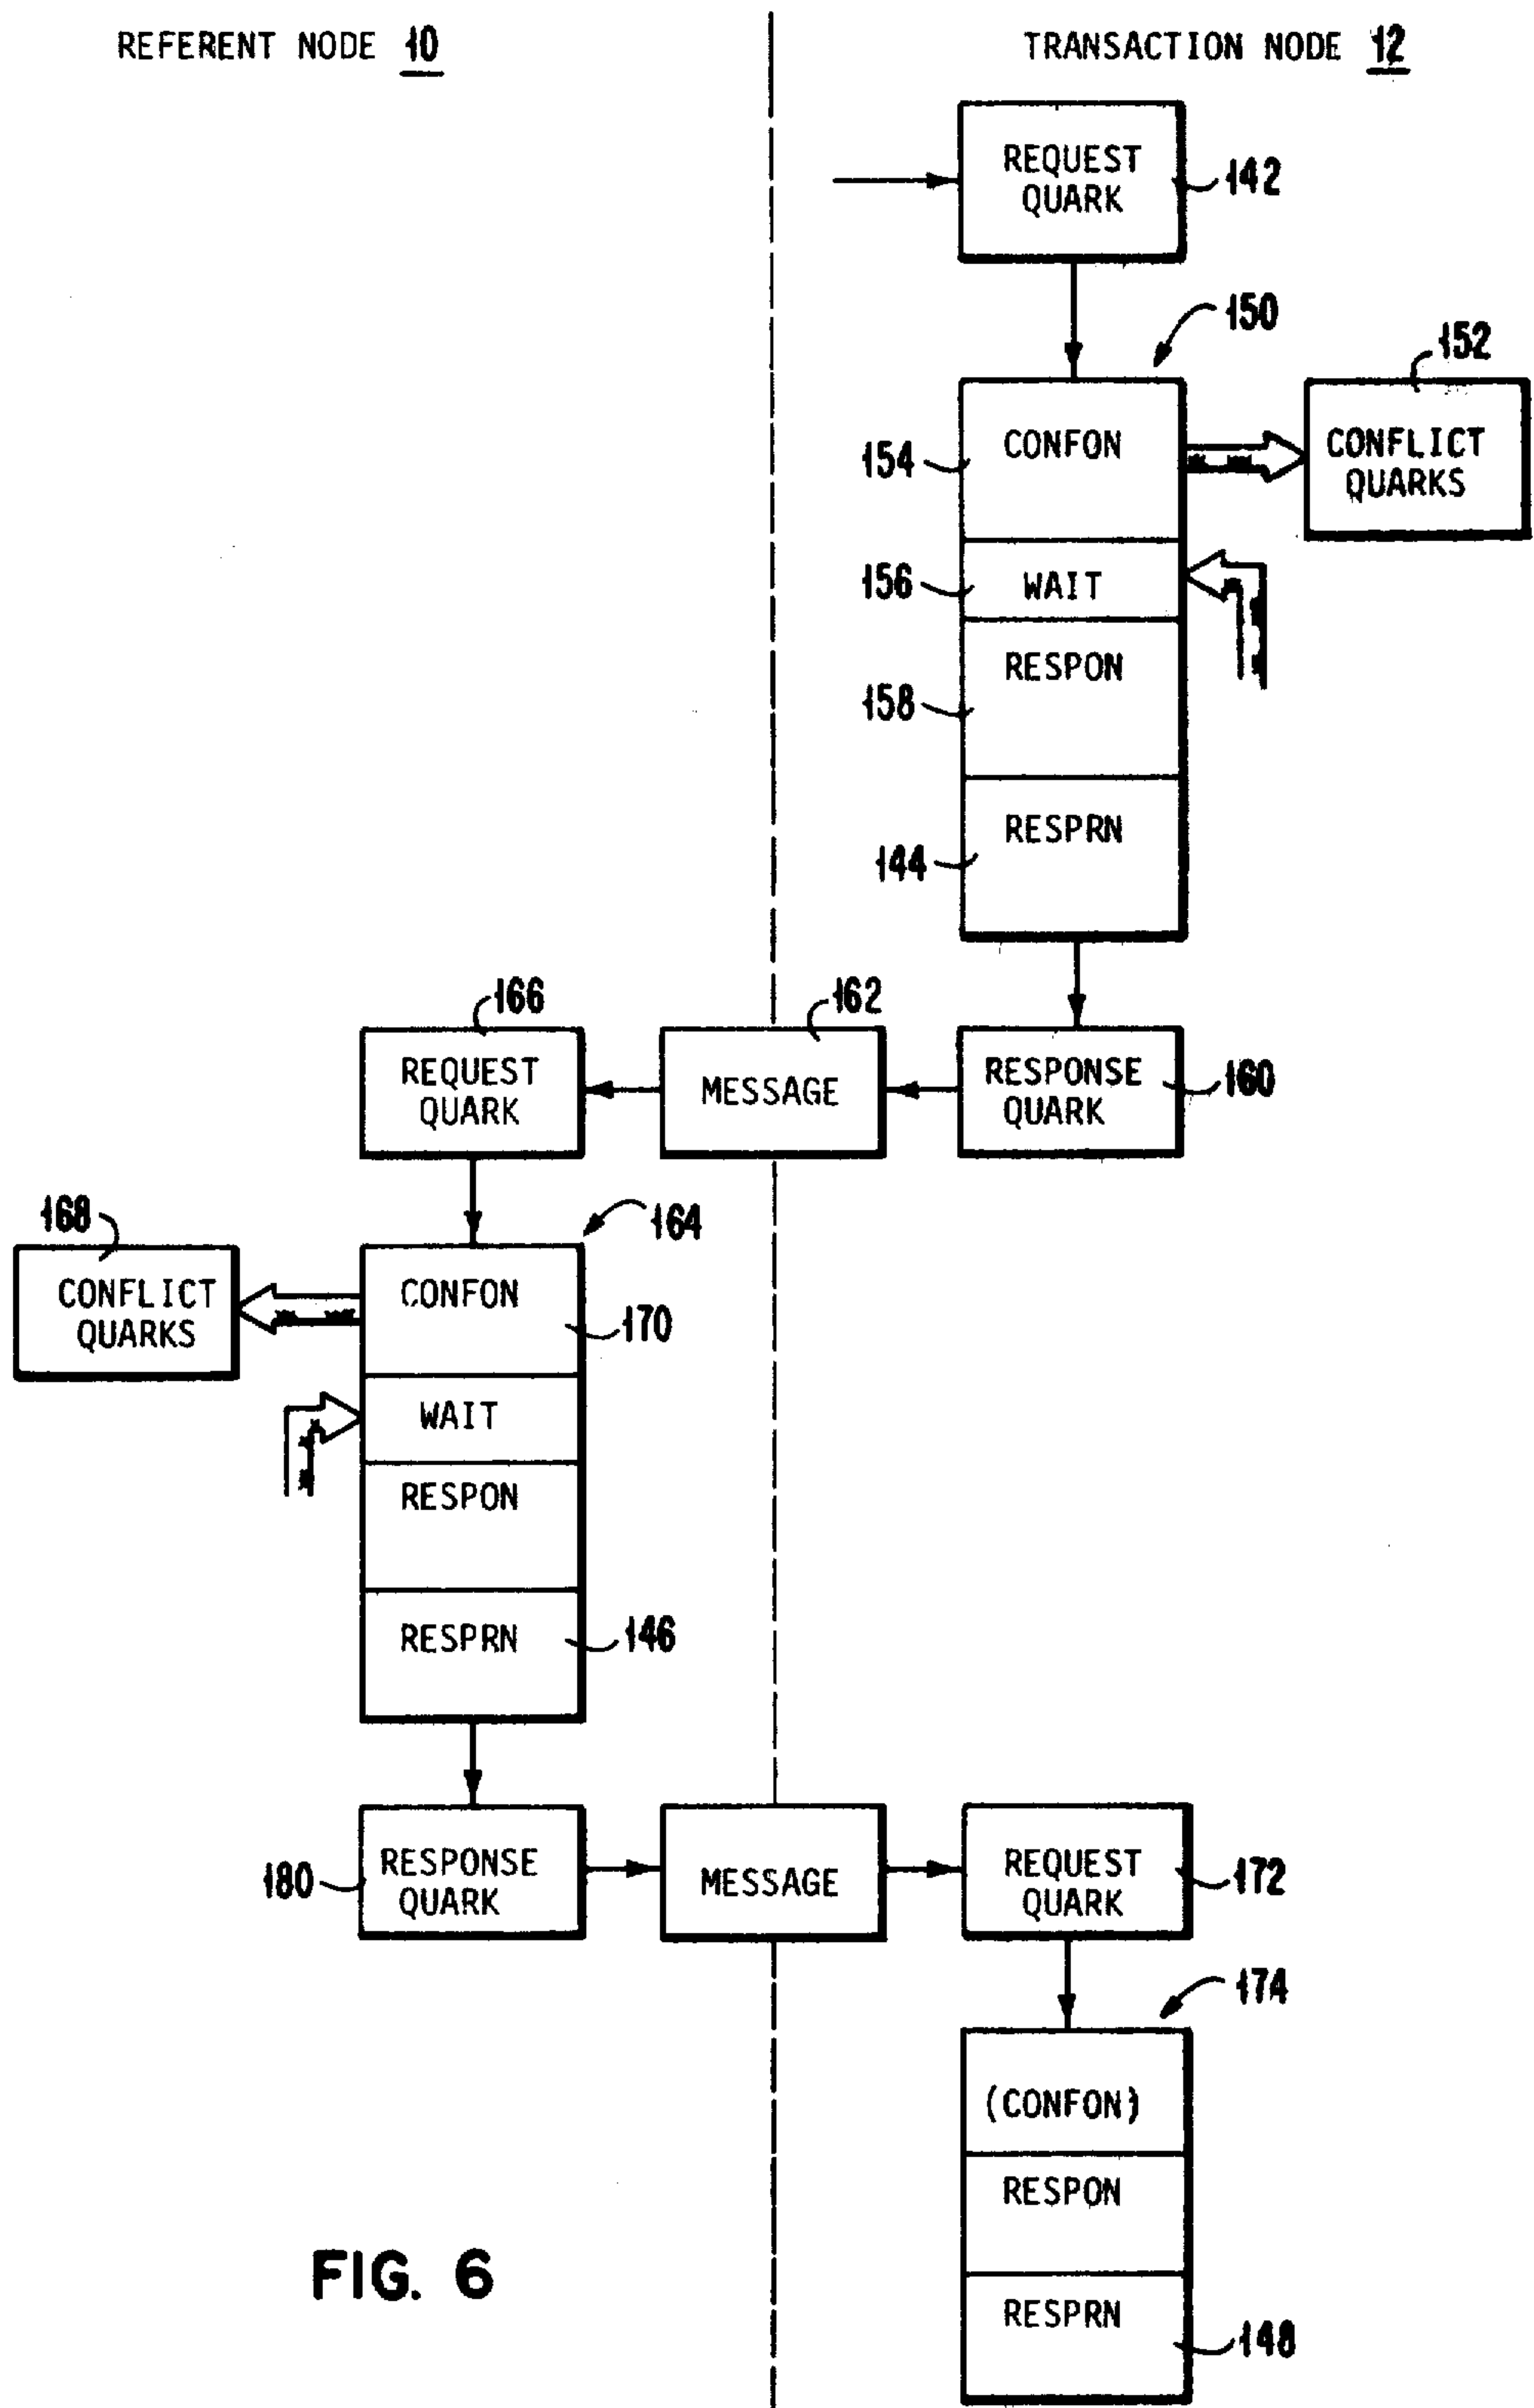 REFERENT NODE 10
TRANSACTION NODE 12
REQUEST
QUARK
142
150
152
154
CONFON
CONFLICT
QUARKS
156
WAIT
RESPON
158
RESPRN
144
166
162
REQUEST
QUARK
MESSAGE
RESPONSE
QUARK
160
168
164
CONFLICT
QUARKS
CONFON
170
WAIT
RESPON
RESPRN
146
180
RESPONSE
QUARK
MESSAGE
REQUEST
QUARK
172
174
(CONFON)
RESPON
RESPRN
148
FIG. 6